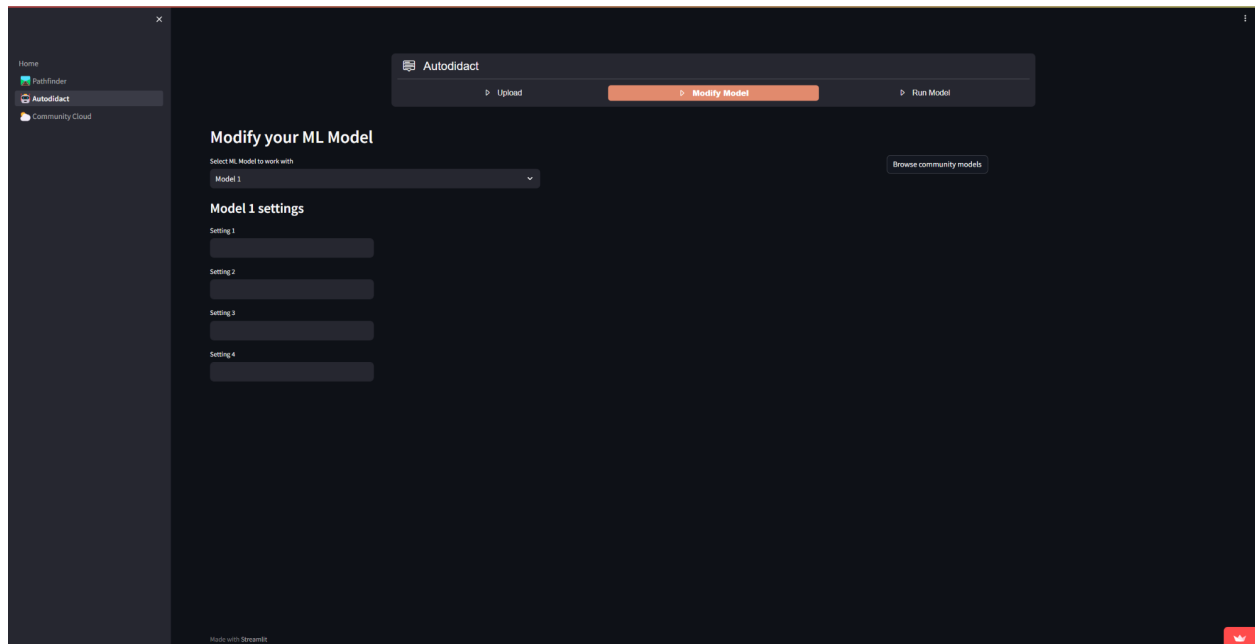 ×
Home
Pathfinder
Autodidact
Community Cloud
Autodidact
Upload
Modify Model
Run Model
Modify your ML Model
Select ML Model to work with
Model 1
Browse community models
Model 1 settings
Setting 1
Setting 2
Setting 3
Setting 4
Made with Streamlit